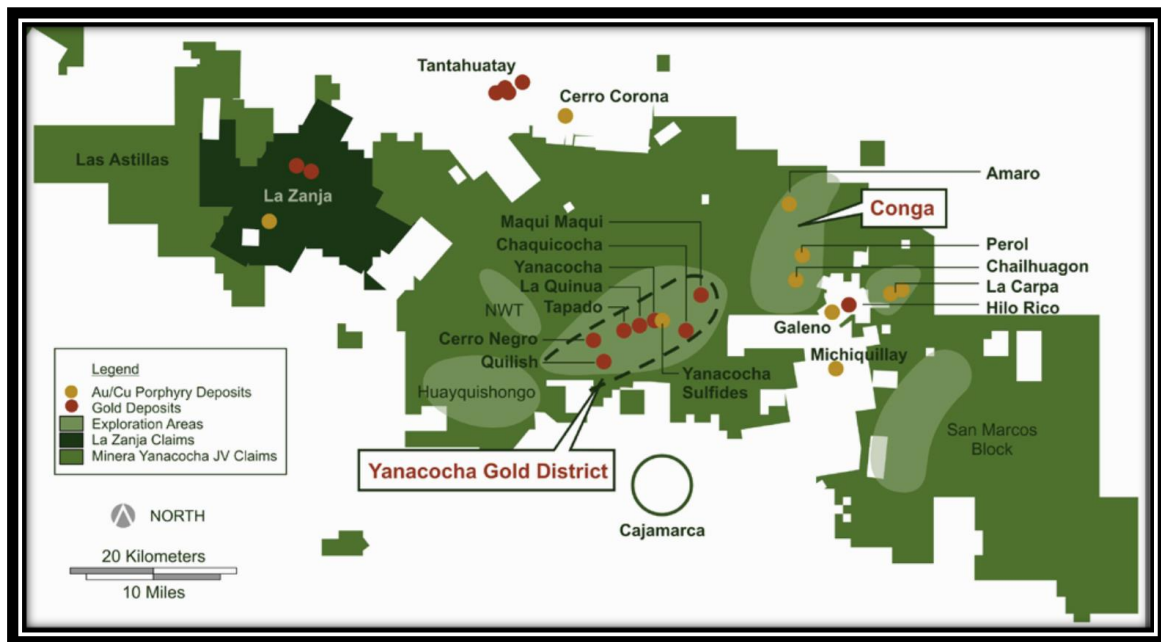 Tantahuatay
Cerro Corona
Las Astillas
La Zanja
Amaro
Conga
Maqui Maqui
Chaquicocha
Yanacocha
La Quinua
Tapado
Cerro Negro
Quilish
NWT
Huayquishongo
Perol
Chailhuagon
La Carpa
Hilo Rico
Galeno
Michiquillay
Yanacocha
Sulfides
San Marcos
Block
Yanacocha Gold District
Cajamarca
Legend
Au/Cu Porphyry Deposits
Gold Deposits
Exploration Areas
La Zanja Claims
Minera Yanacocha JV Claims
NORTH
20 Kilometers
10 Miles